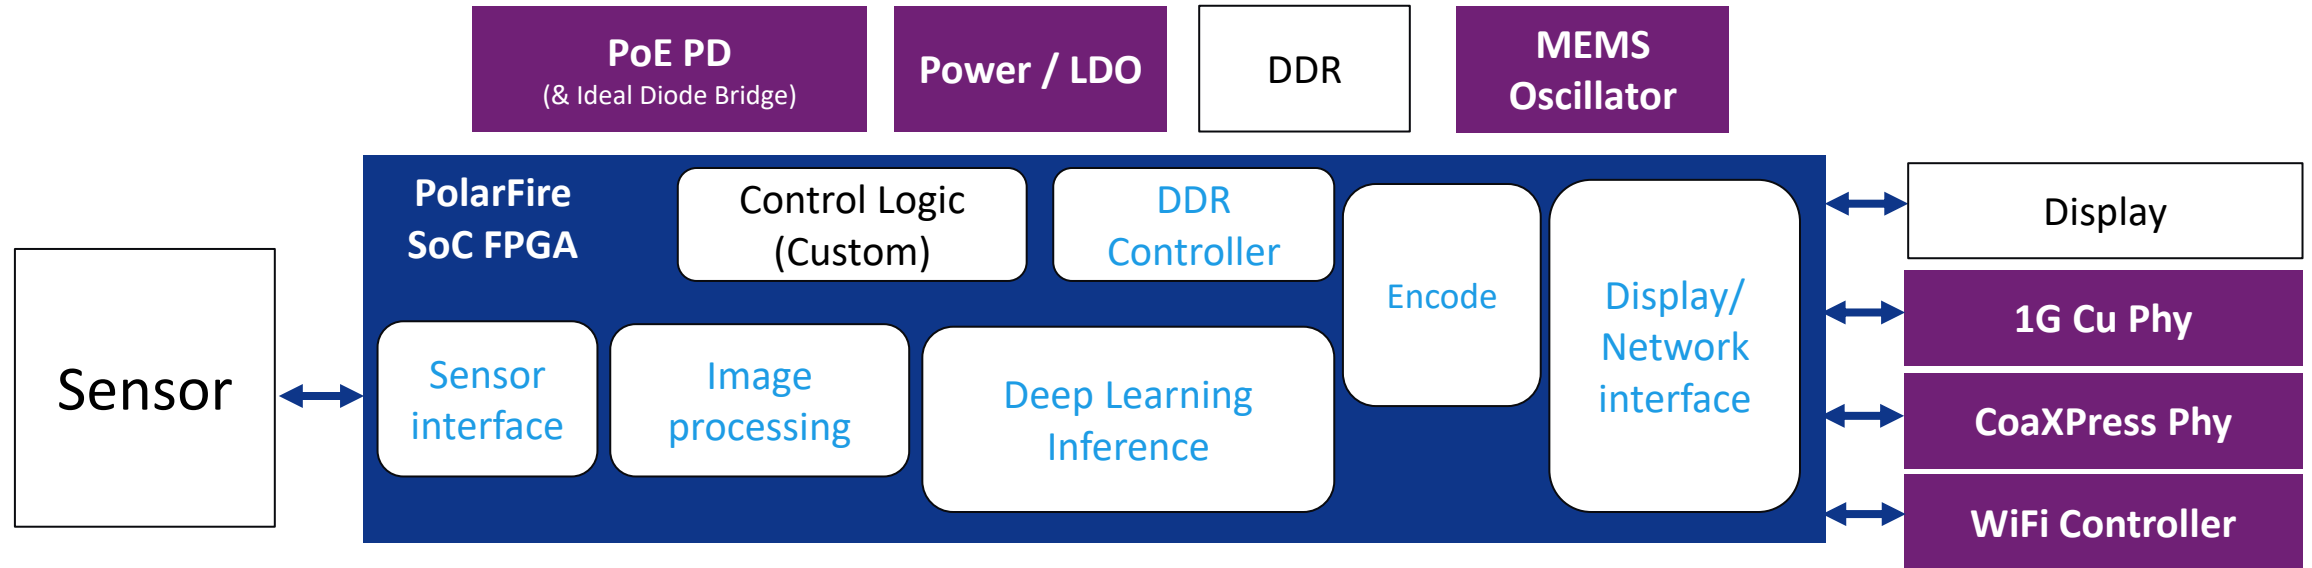 PoE PD
(& Ideal Diode Bridge)
Power / LDO
DDR
MEMS
Oscillator
PolarFire
SoC FPGA
Control Logic
(Custom)
DDR
Controller
Encode
Display/
Network
interface
Sensor
Sensor
interface
Image
processing
Deep Learning
Inference
Display
1G Cu Phy
CoaXPress Phy
WiFi Controller